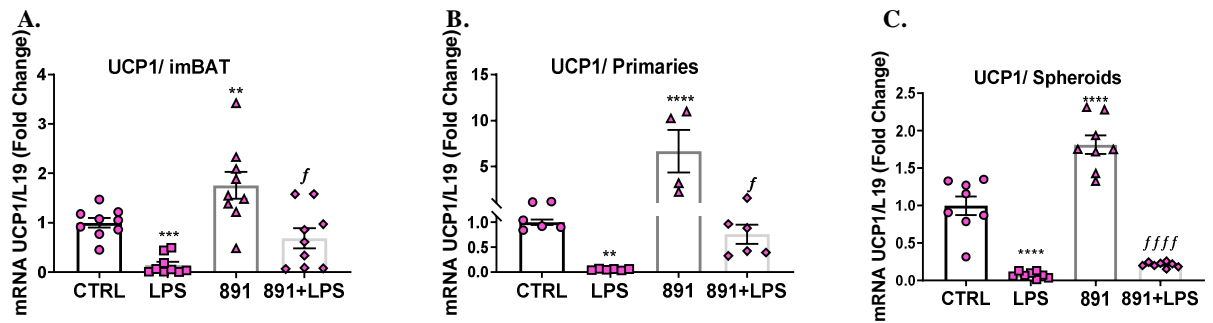 A.
UCP1/ imBAT
mRNA UCP1/L19 (Fold Change)
4
3
2
1
0
**
***
f
CTRL LPS 891 891+LPS
B.
UCP1/ Primaries
mRNA UCP1/L19 (Fold Change)
15
10
5
1.0
0.5
0.0
****
**
f
CTRL LPS 891 891+LPS
C.
UCP1/ Spheroids
mRNA UCP1/L19 (Fold Change)
2.5
2.0
1.5
1.0
0.5
0.0
****
****
ffff
CTRL LPS 891 891+LPS